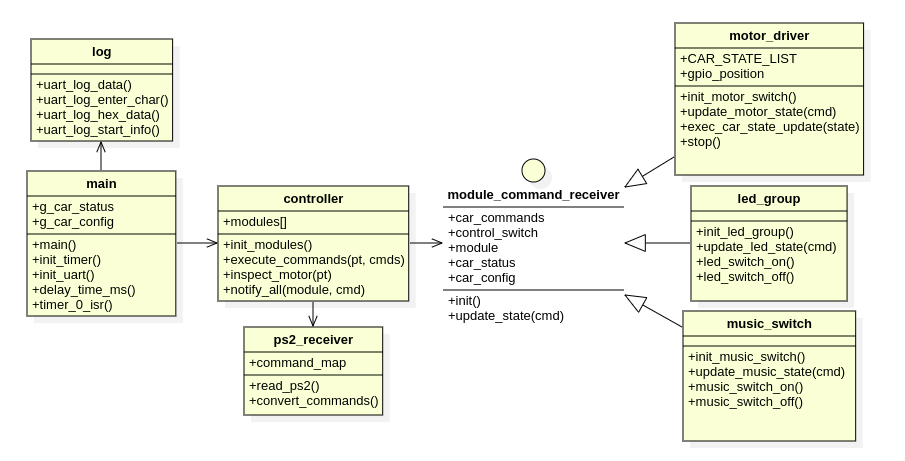 log
+uart_log_data()
+uart_log_enter_char()
+uart_log_hex_data()
+uart_log_start_info()
main
+g_car_status
+g_car_config
+main()
+init_timer()
+init_uart()
+delay_time_ms()
+timer_0_isr()
controller
+modules[]
+init_modules()
+execute_commands(pt, cmds)
+inspect_motor(pt)
+notify_all(module, cmd)
ps2_receiver
+command_map
+read_ps2()
+convert_commands()
module_command_receiver
+car_commands
+control_switch
+module
+car_status
+car_config
+init()
+update_state(cmd)
motor_driver
+CAR_STATE_LIST
+gpio_position
+init_motor_switch()
+update_motor_state(cmd)
+exec_car_state_update(state)
+stop()
led_group
+init_led_group()
+update_led_state(cmd)
+led_switch_on()
+led_switch_off()
music_switch
+init_music_switch()
+update_music_state(cmd)
+music_switch_on()
+music_switch_off()